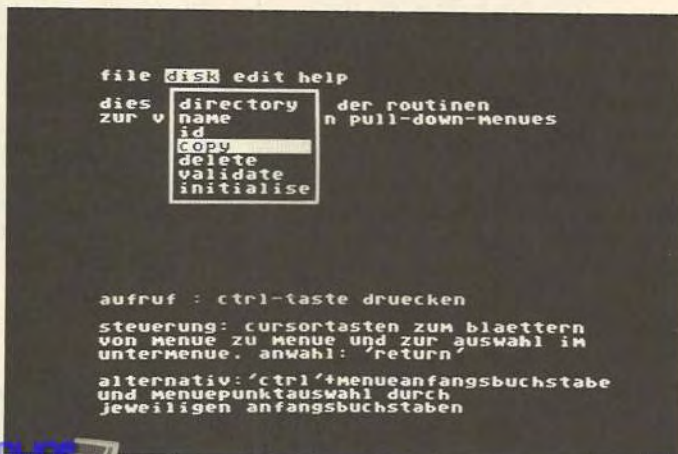 file disk edit help
dies directory der routinen
zur v name n pull-down-menues
id
copy
delete
validate
initialise
aufruf : ctrl-taste druecken
steuerung: cursortasten zum blaettern
von menue zu menue und zur auswahl im
untermenue. anwahl: 'return'
alternativ:'ctrl'+menueanfangsbuchstabe
und menuepunktauswahl durch
jeweiligen anfangsbuchstaben